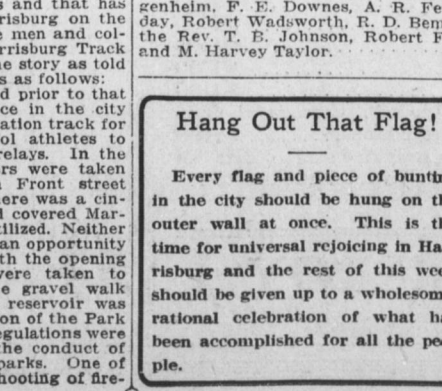 s and that has
risburg on the
e men and col-
rrisburg Track
e story as told
s as follows:
d prior to that
ce in the city
ation track for
ol athletes to
relays. In the
rs were taken
Front street
ere was a cin-
d covered Mar-
tilized. Neither
an opportunity
th the opening
were taken to
e gravel walk
reservoir was
on of the Park
egulations were
the conduct of
parks. One of
hooting of fire-
genheim, F. E. Downes, A. R. Fe
day, Robert Wadsworth, R. D. Ben
the Rev. T. B. Johnson, Robert F
and M. Harvey Taylor.
Hang Out That Flag!
Every flag and piece of buntin
in the city should be hung on th
outer wall at once. This is th
time for universal rejoicing in Ha
risburg and the rest of this wee
should be given up to a wholesom
rational celebration of what ha
been accomplished for all the peo
ple.